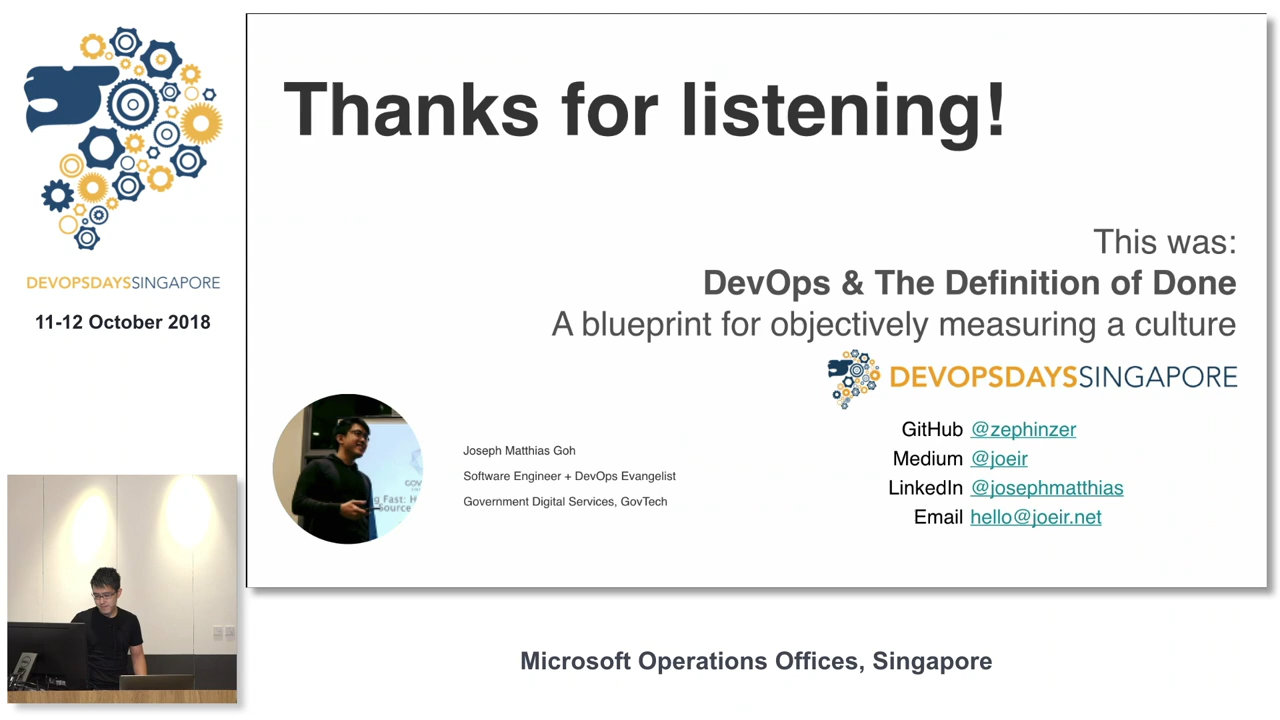 DEVOPSDAYSSINGAPORE
11-12 October 2018
Thanks for listening!
This was:
DevOps & The Definition of Done
A blueprint for objectively measuring a culture
DEVOPSDAYSSINGAPORE
Joseph Matthias Goh
Software Engineer + DevOps Evangelist
Government Digital Services, GovTech
GitHub @zephinzer
Medium @joeir
LinkedIn @josephmatthias
Email hello@joeir.net
Microsoft Operations Offices, Singapore